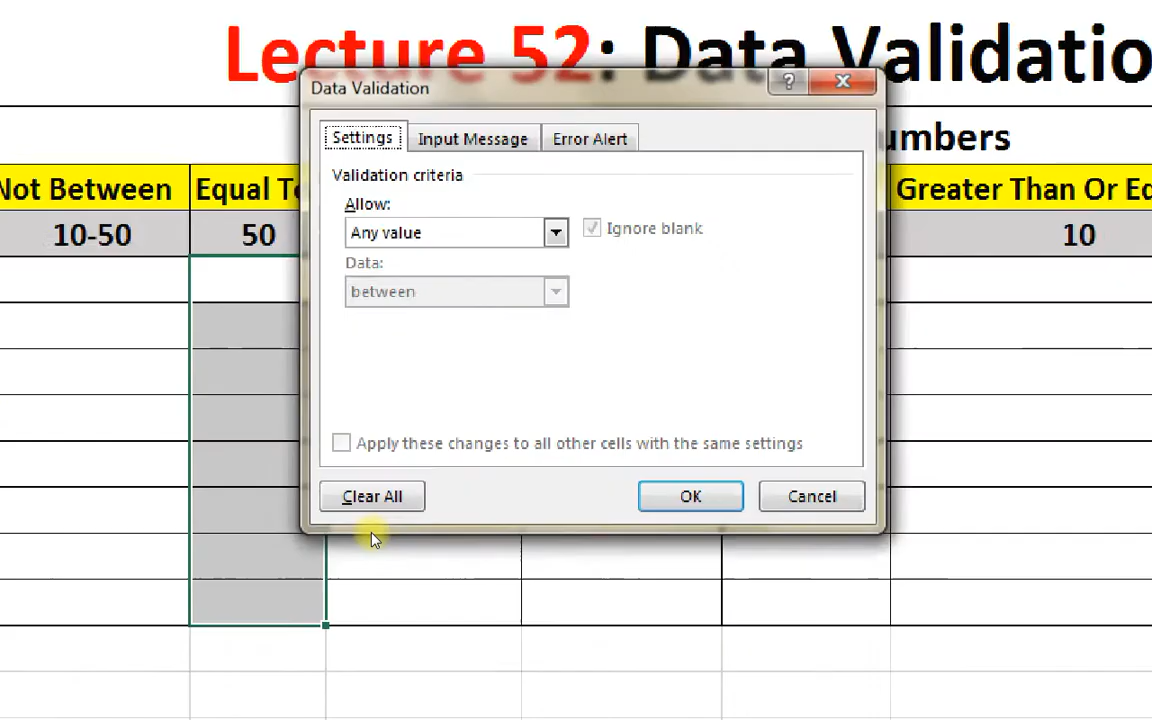 Lecture 52: Data Validatio
Data Validation
Settings
Input Message
Error Alert
umbers
Validation criteria
Not Between
Equal To
Greater Than Or Eq
Allow:
Any value
Ignore blank
10-50
50
10
Data:
between
Apply these changes to all other cells with the same settings
Clear All
OK
Cancel